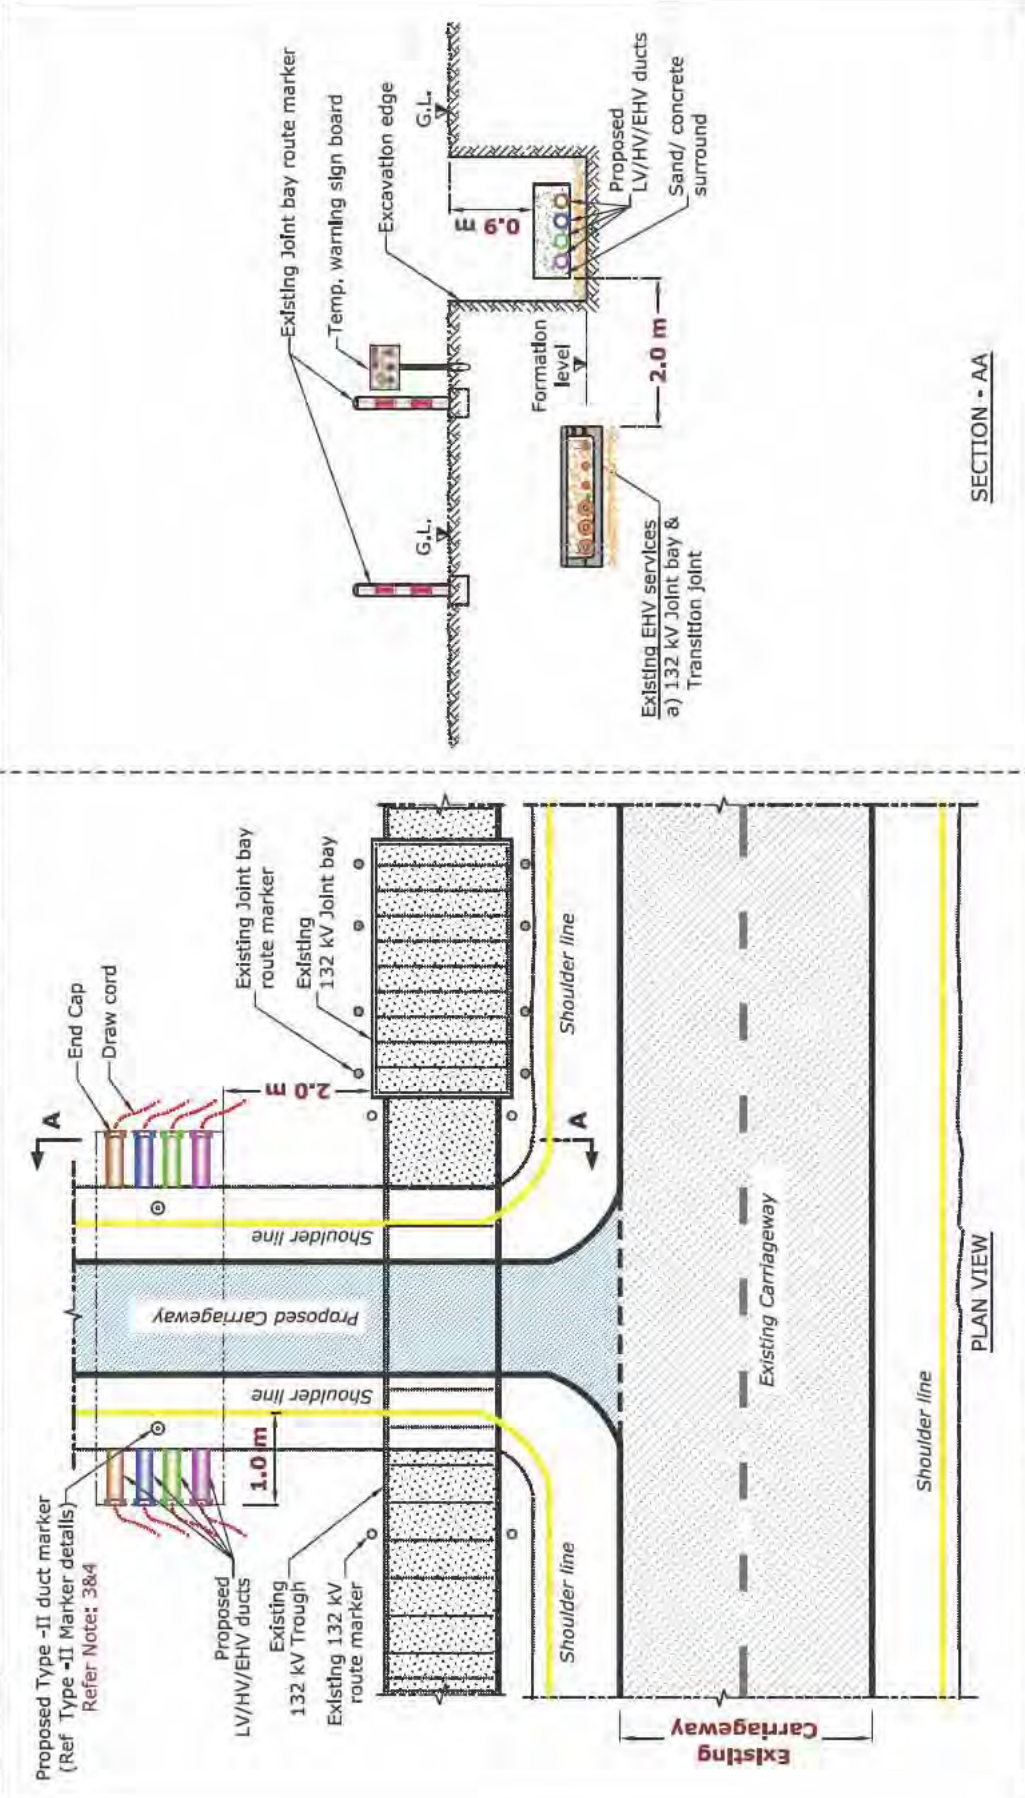 Proposed Type -II duct marker
(Ref Type -II Marker details)
Refer Note: 3&4
End Cap
Draw cord
A
Proposed
LV/HV/EHV ducts
1.0 m
2.0 m
Existing
132 kV Trough
Existing 132 kV
route marker
Existing Joint bay
route marker
Existing
132 kV Joint bay
Shoulder line
Proposed Carriageway
Shoulder line
A
Shoulder line
Shoulder line
Existing
Carriageway
Existing Carriageway
Shoulder line
PLAN VIEW
Existing Joint bay route marker
Temp, warning sign board
Excavation edge
G.L.
G.L.
0.9 m
Formation
level
2.0 m
Proposed
LV/HV/EHV ducts
Sand/ concrete
surround
Existing EHV services
a) 132 kV Joint bay &
Transition joint
SECTION - AA